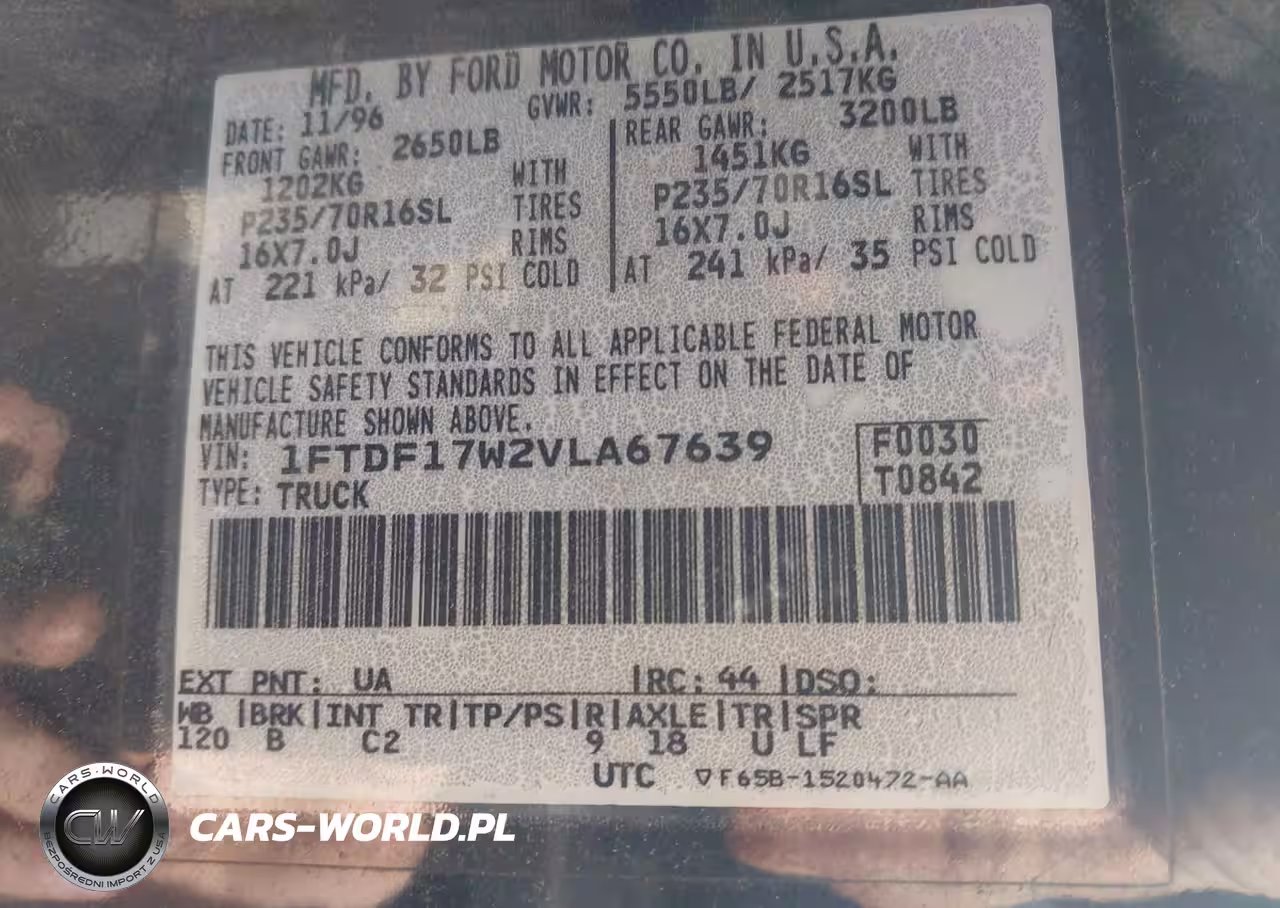 MFD. BY FORD MOTOR CO. IN U.S.A.
DATE: 11/96 GVWR: 5550LB/ 2517KG
FRONT GAWR: 2650LB REAR GAWR: 3200LB
1202KG WITH 1451KG WITH
P235/70R16SL TIRES P235/70R16SL TIRES
16X7.0J RIMS 16X7.0J RIMS
AT 221 kPa/ 32 PSI COLD AT 241 kPa/ 35 PSI COLD
THIS VEHICLE CONFORMS TO ALL APPLICABLE FEDERAL MOTOR
VEHICLE SAFETY STANDARDS IN EFFECT ON THE DATE OF
MANUFACTURE SHOWN ABOVE.
VIN: 1FTDF17W2VLA67639 F0030
TYPE: TRUCK T0842
EXT PNT: UA |RC: 44 |DSO:
WB |BRK|INT TR|TP/PS|R|AXLE|TR|SPR
120 B C2 9 18 U LF
UTC ▽F65B-1520472-AA
CARS-WORLD
CW
BEZPOŚREDNI IMPORT Z USA
CARS-WORLD.PL